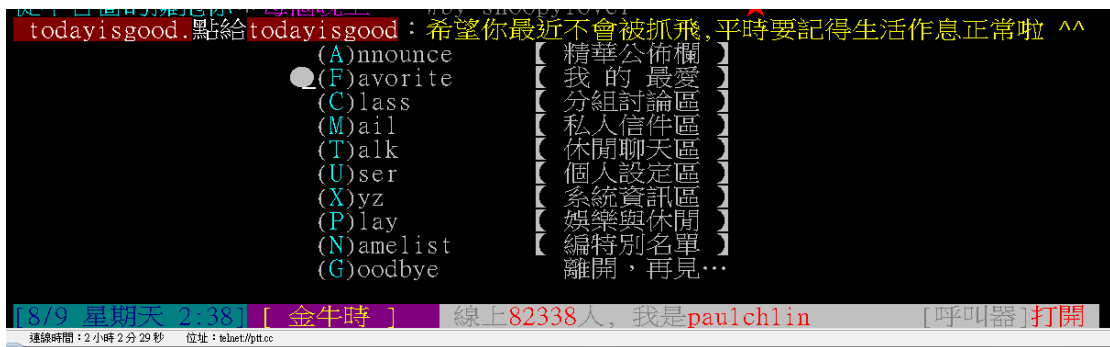 #by snoopylover
todayisgood.點給todayisgood：希望你最近不會被抓飛,平時要記得生活作息正常啦 ^^
(A)nnounce 【 精華公佈欄 】
●(F)avorite 【 我 的 最愛 】
(C)lass 【 分組討論區 】
(M)ail 【 私人信件區 】
(T)alk 【 休閒聊天區 】
(U)ser 【 個人設定區 】
(X)yz 【 系統資訊區 】
(P)lay 【 娛樂與休閒 】
(N)amelist 【 編特別名單 】
(G)oodbye 離開，再見…
[8/9 星期天 2:38] [ 金牛時 ] 線上82338人, 我是paulchlin [呼叫器]打開
連線時間：2小時2分29秒 位址：telnet://ptt.cc